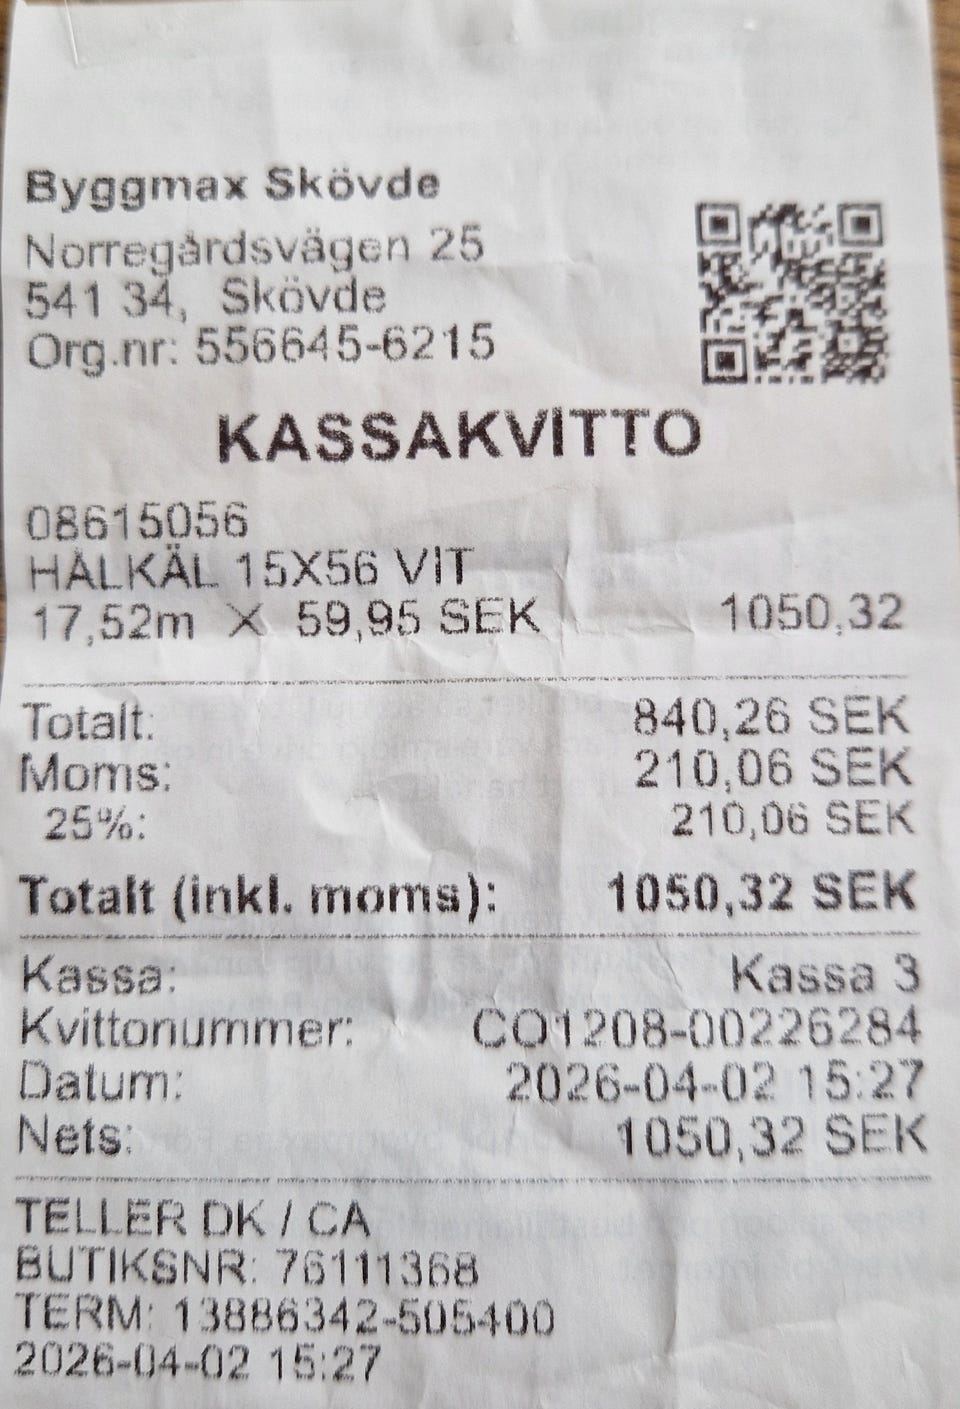 Byggmax Skövde
Norregårdsvägen 25
541 34, Skövde
Org.nr: 556645-6215
KASSAKVITTO
08615056
HÅLKÄL 15X56 VIT
17,52m X 59,95 SEK 1050,32
Totalt: 840,26 SEK
Moms: 210,06 SEK
25%: 210,06 SEK
Totalt (inkl. moms): 1050,32 SEK
Kassa: Kassa 3
Kvittonummer: CO1208-00226284
Datum: 2026-04-02 15:27
Nets: 1050,32 SEK
TELLER DK / CA
BUTIKSNR: 76111368
TERM: 13886342-505400
2026-04-02 15:27